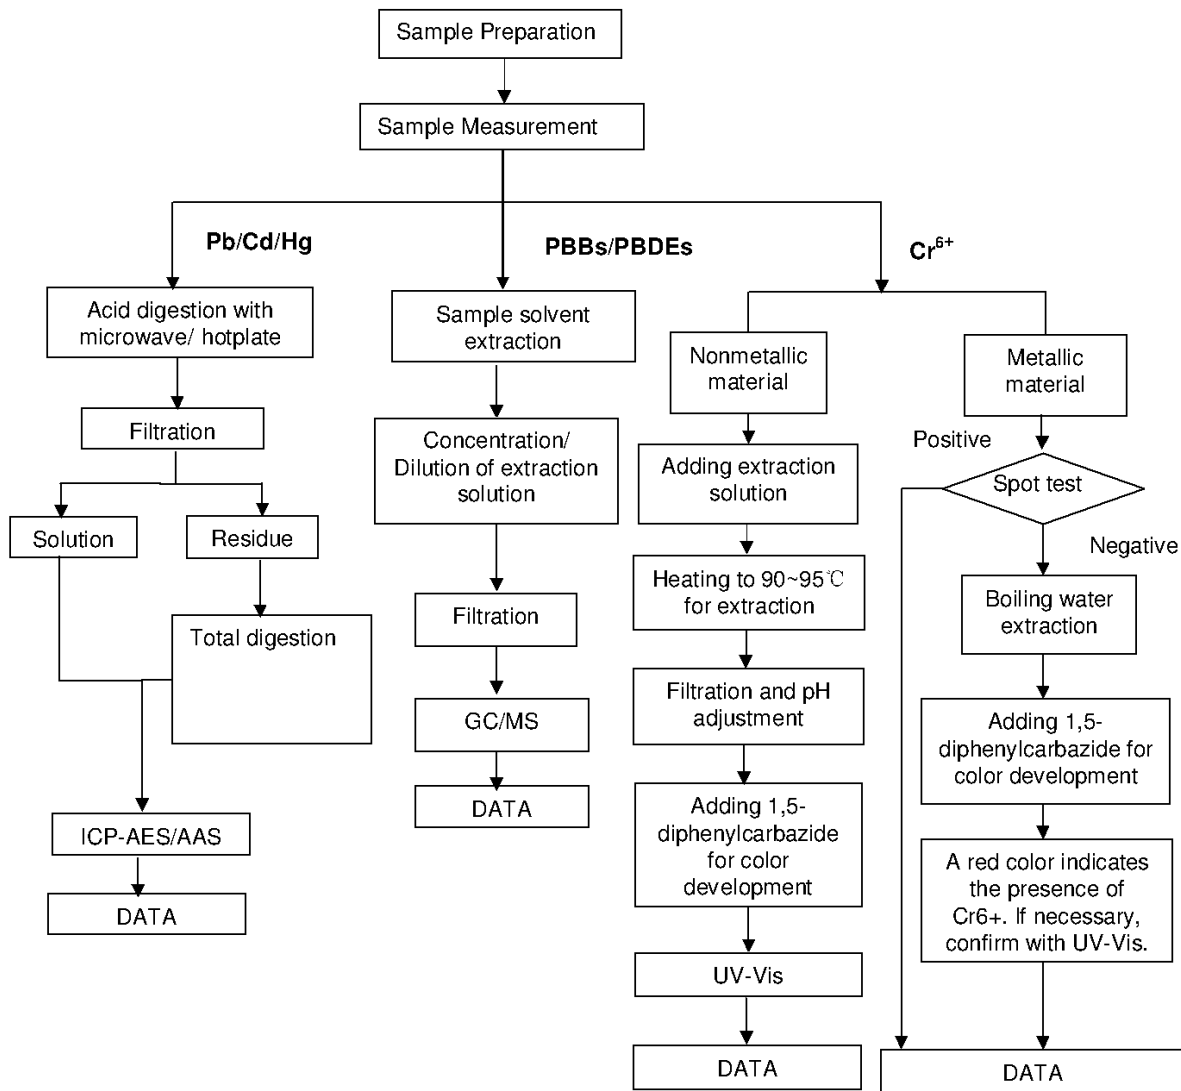 Sample Preparation
Sample Measurement
Pb/Cd/Hg
PBBs/PBDEs
Cr⁶⁺
Acid digestion with
microwave/ hotplate
Filtration
Solution
Residue
Total digestion
ICP-AES/AAS
DATA
Sample solvent
extraction
Concentration/
Dilution of extraction
solution
Filtration
GC/MS
DATA
Nonmetallic
material
Adding extraction
solution
Heating to 90~95℃
for extraction
Filtration and pH
adjustment
Adding 1,5-
diphenylcarbazide
for color
development
UV-Vis
DATA
Metallic
material
Positive
Spot test
Negative
Boiling water
extraction
Adding 1,5-
diphenylcarbazide for
color development
A red color indicates
the presence of
Cr6+. If necessary,
confirm with UV-Vis.
DATA